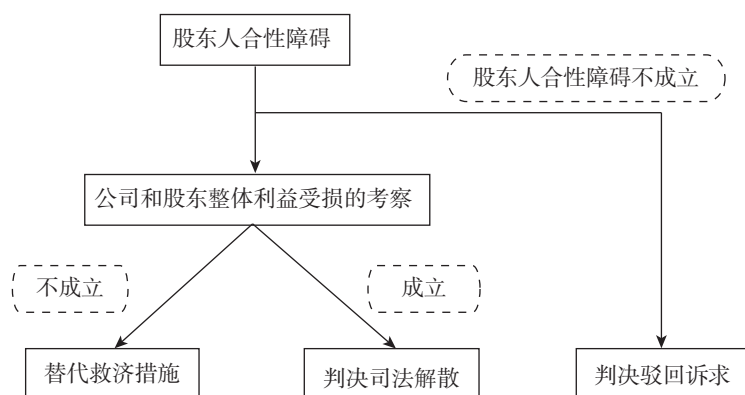 股东人合性障碍
股东人合性障碍不成立
公司和股东整体利益受损的考察
不成立
成立
替代救济措施
判决司法解散
判决驳回诉求